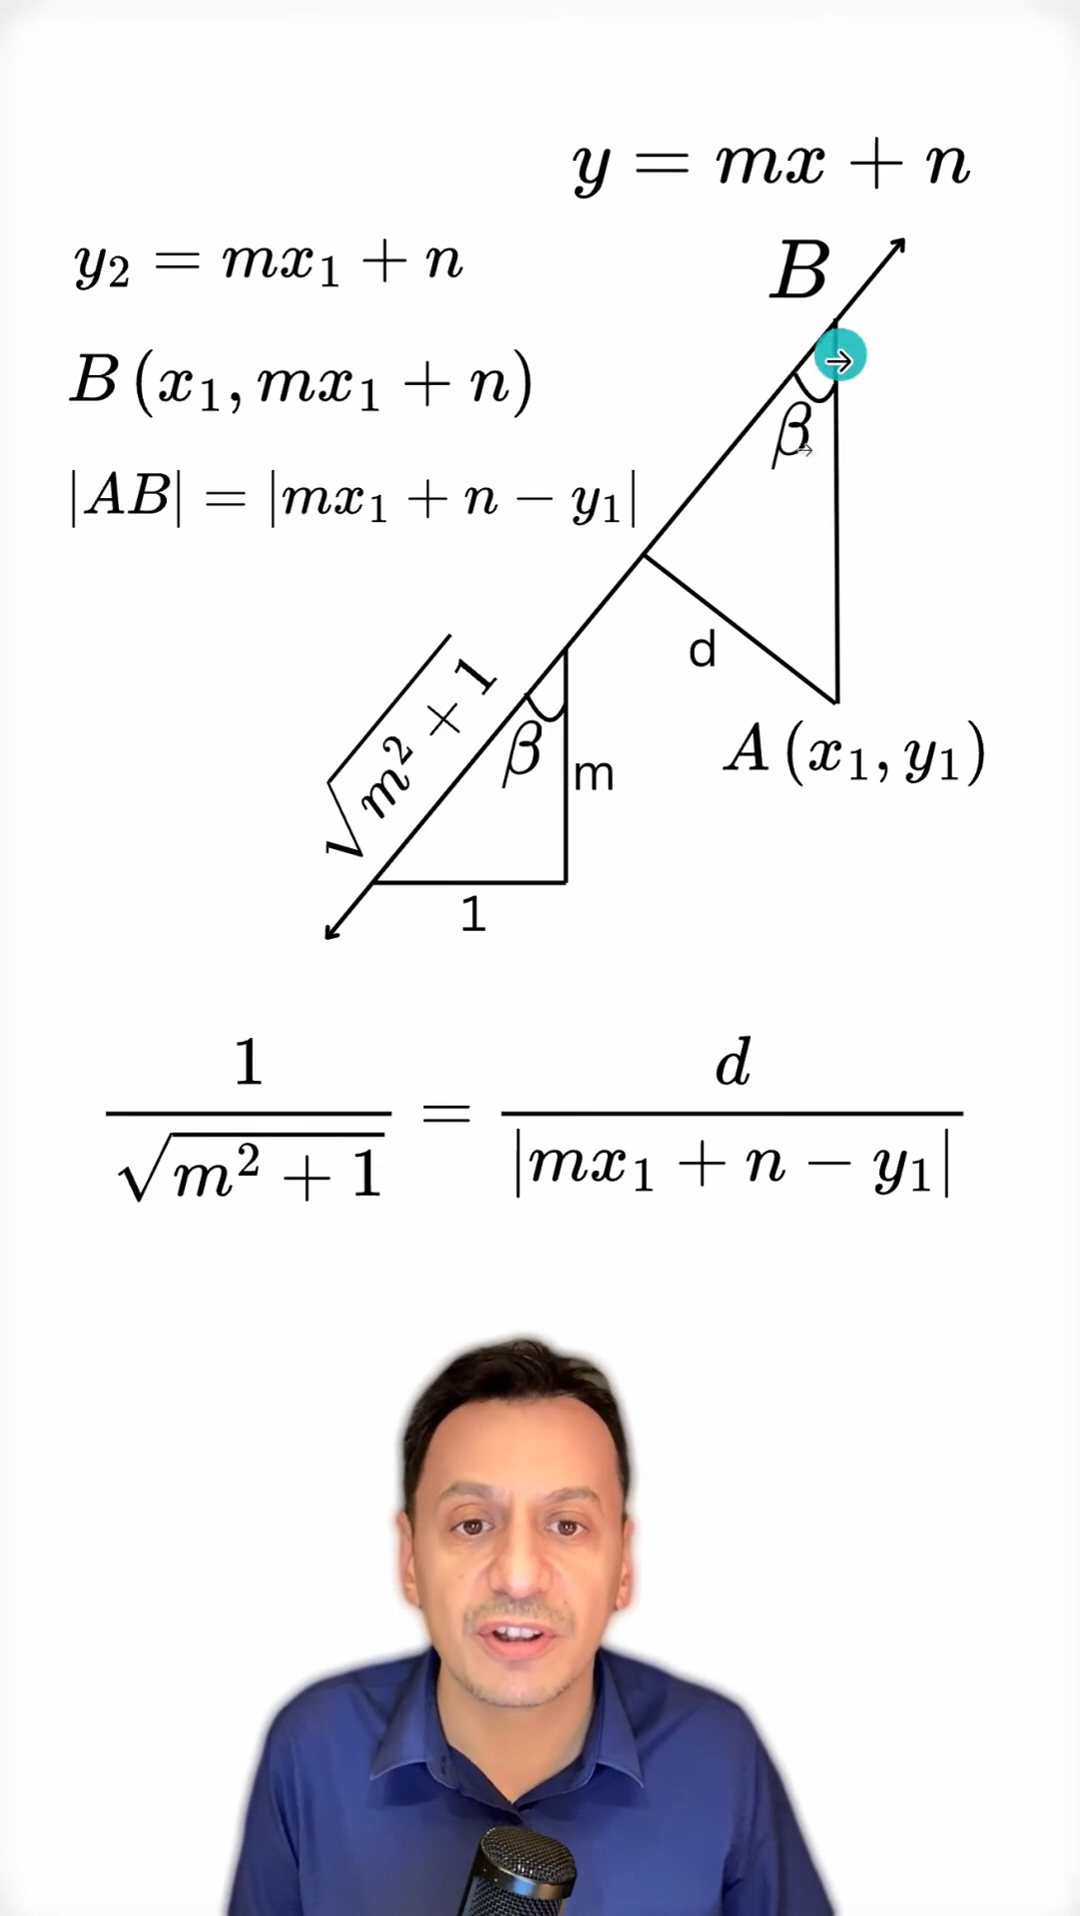 y = mx + n
y₂ = mx₁ + n
B
B(x₁, mx₁ + n)
β
|AB| = |mx₁ + n − y₁|
d
√(m² + 1)
β
m
A(x₁, y₁)
1
1/√(m² + 1) = d/|mx₁ + n − y₁|